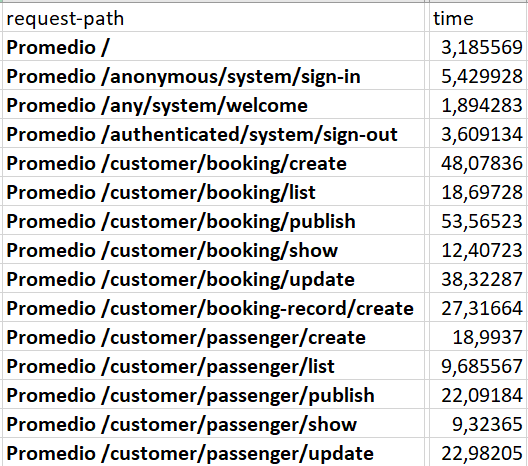 request-path time
Promedio / 3,185569
Promedio /anonymous/system/sign-in 5,429928
Promedio /any/system/welcome 1,894283
Promedio /authenticated/system/sign-out 3,609134
Promedio /customer/booking/create 48,07836
Promedio /customer/booking/list 18,69728
Promedio /customer/booking/publish 53,56523
Promedio /customer/booking/show 12,40723
Promedio /customer/booking/update 38,32287
Promedio /customer/booking-record/create 27,31664
Promedio /customer/passenger/create 18,9937
Promedio /customer/passenger/list 9,685567
Promedio /customer/passenger/publish 22,09184
Promedio /customer/passenger/show 9,32365
Promedio /customer/passenger/update 22,98205